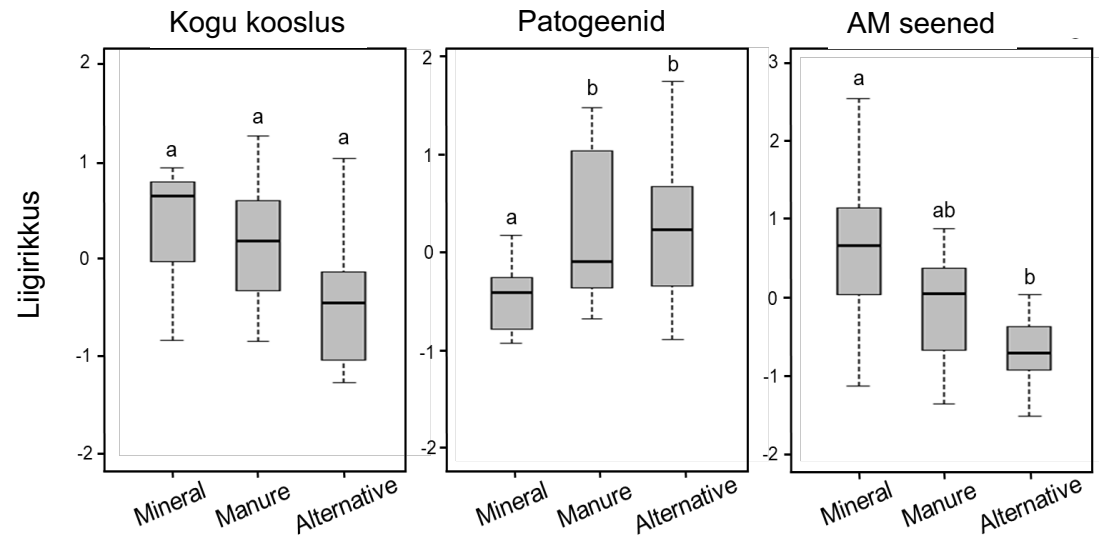 Kogu kooslus
Patogeenid
AM seened
Liigirikkus
2
1
0
-1
-2
a
a
a
Mineral
Manure
Alternative
2
1
0
-1
-2
a
b
b
Mineral
Manure
Alternative
3
2
1
0
-1
-2
a
ab
b
Mineral
Manure
Alternative